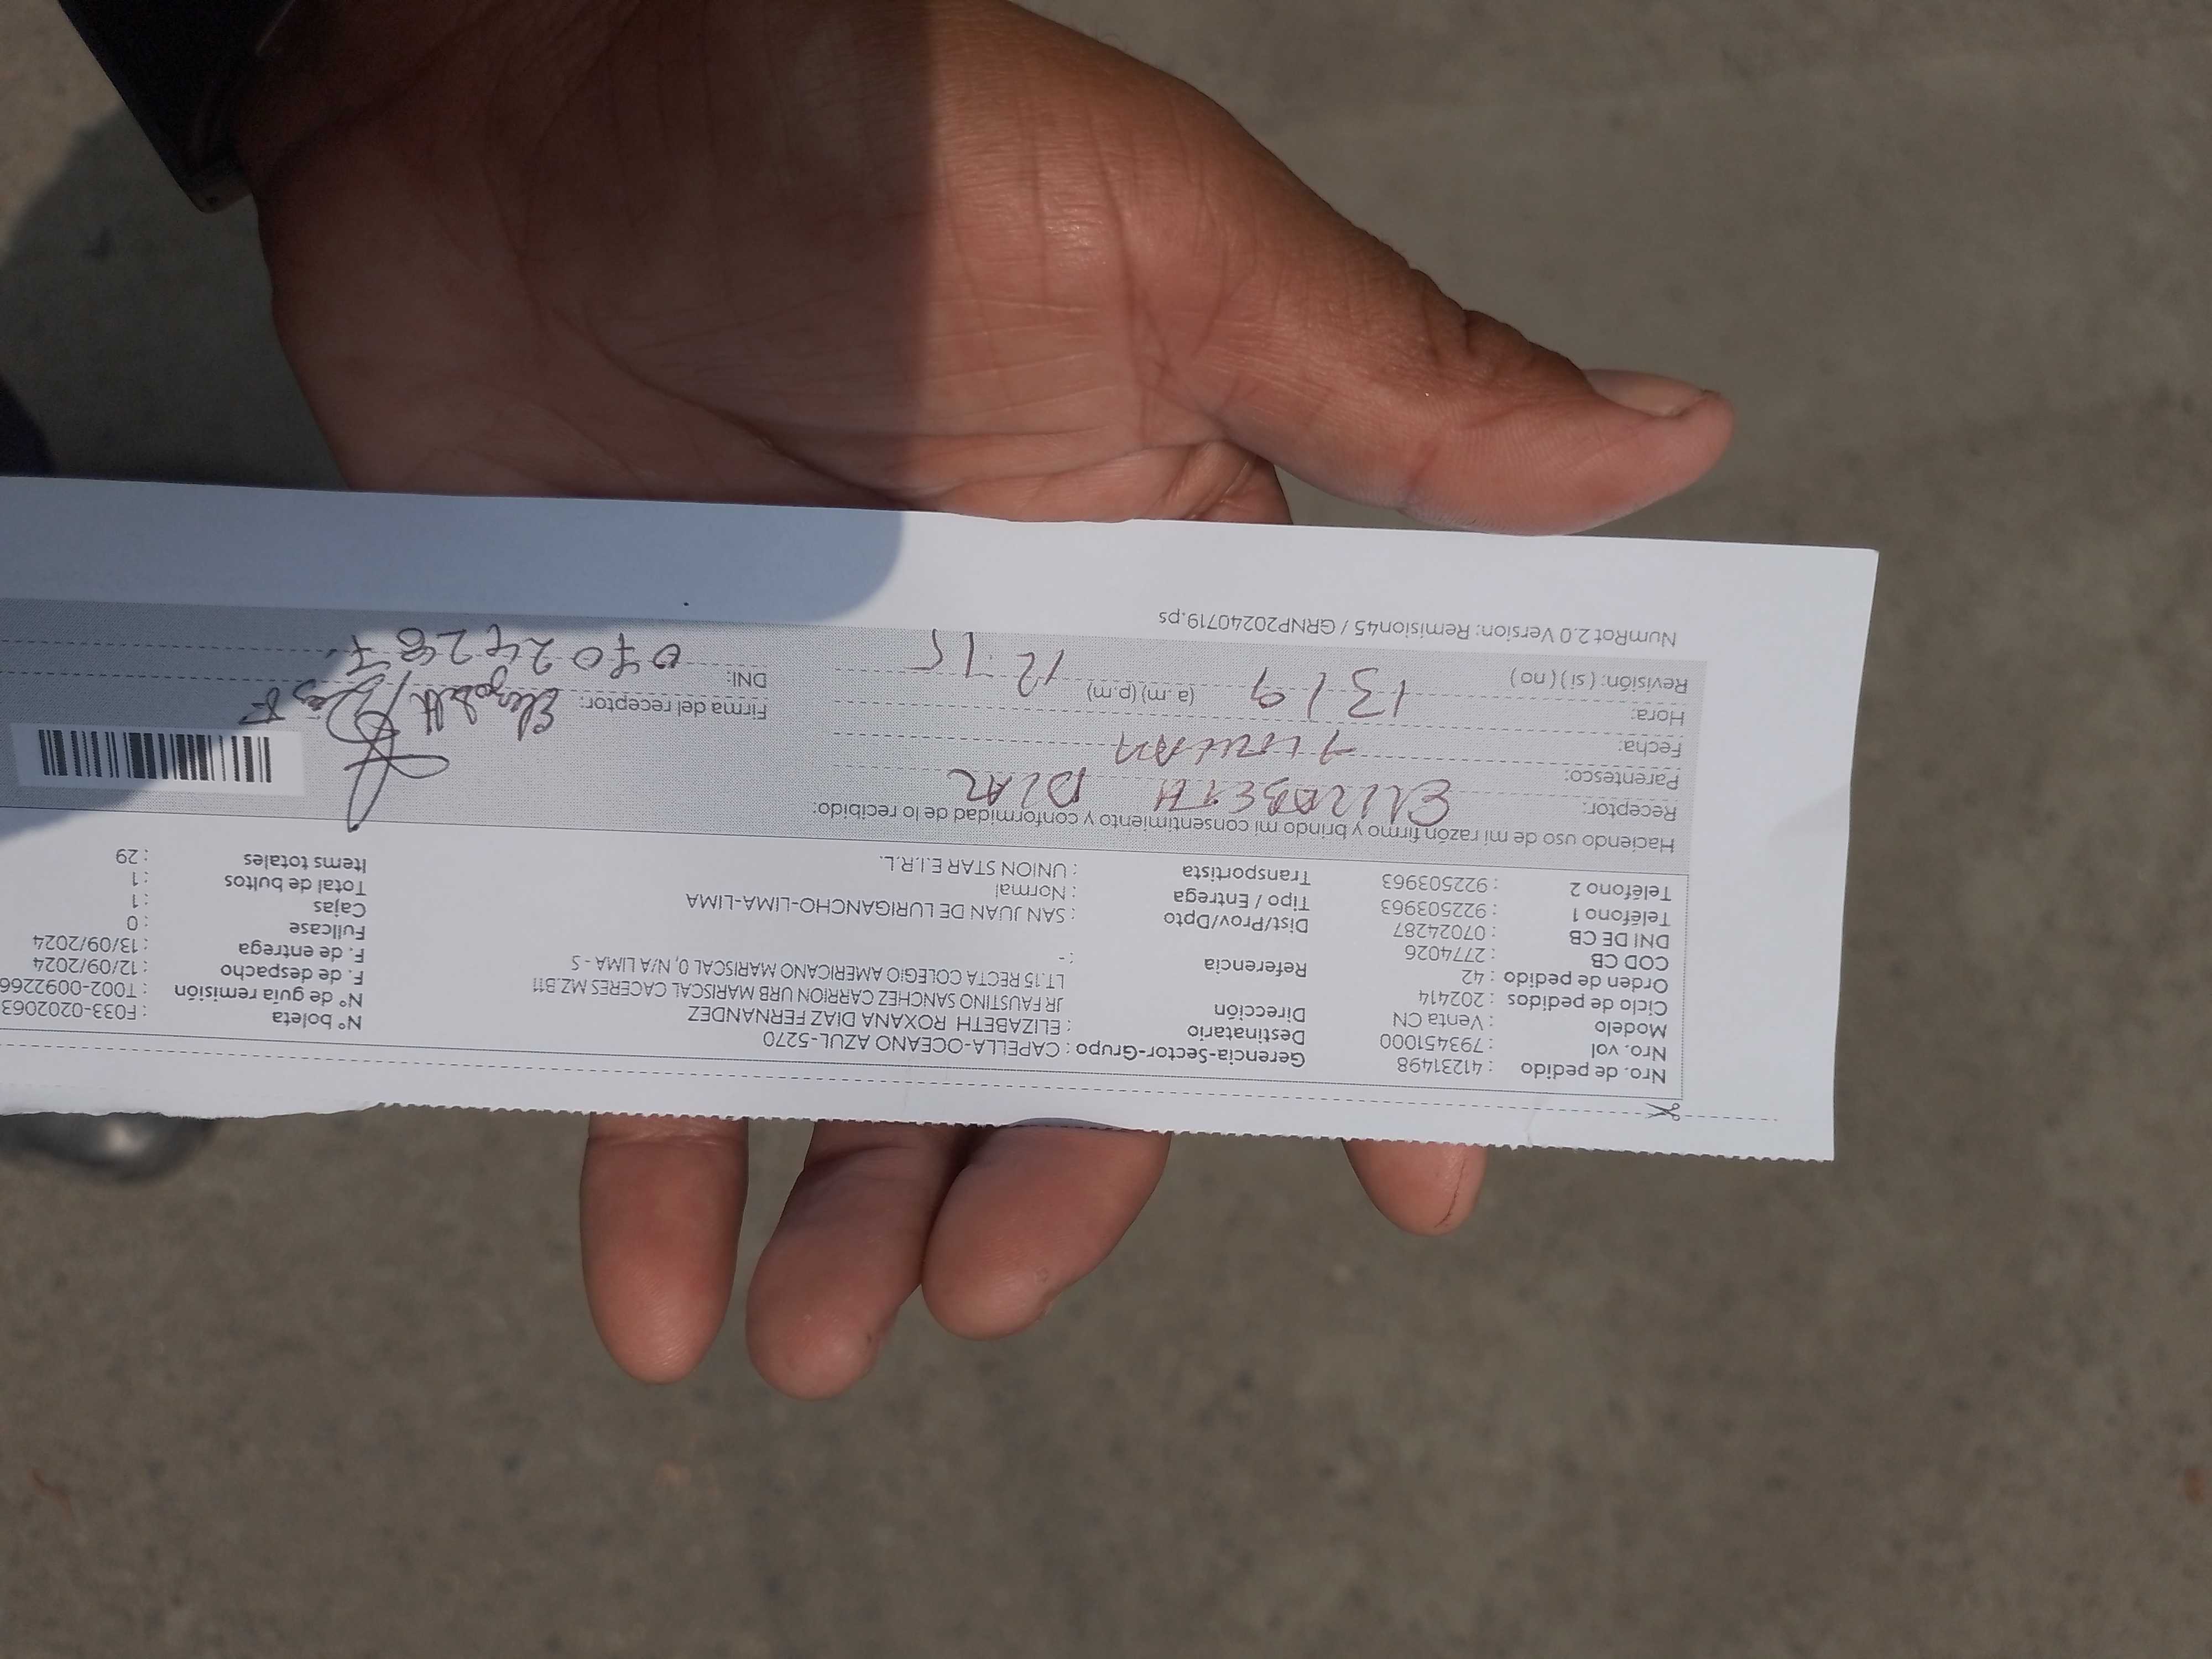 Nro. de pedido : 41231498 Gerencia-Sector-Grupo : CAPELLA-OCEANO AZUL-5270 N° boleta : F033-0202063
Nro. vol : 793451000 Destinatario : ELIZABETH ROXANA DIAZ FERNANDEZ N° de guía remisión : T002-0092266
Modelo : Venta CN Dirección JR FAUSTINO SANCHEZ CARRION URB MARISCAL CACERES MZ B11 F. de despacho : 12/09/2024
Ciclo de pedidos : 202414 LT.15 RECTA COLEGIO AMERICANO MARISCAL 0, N/A LIMA - S F. de entrega : 13/09/2024
Orden de pedido : 42 Referencia : - Fullcase : 0
COD CB : 2774026 Dist/Prov/Dpto : SAN JUAN DE LURIGANCHO-LIMA-LIMA Cajas : 1
DNI DE CB : 07024287 Tipo / Entrega : Normal Total de bultos : 1
Teléfono 1 : 922503963 Transportista : UNION STAR E.I.R.L. Items totales : 29
Teléfono 2 : 922503963
Haciendo uso de mi razón firmo y brindo mi consentimiento y conformidad de lo recibido:
Receptor: ELIZABETH DIAZ
Parentesco: TITULAR
Fecha: 13/9 Firma del receptor: Elizabeth Diaz F
Hora: (a.m) (p.m) 12.15 DNI: 07024287
Revisión: ( si ) ( no )
NumRot 2.0 Version: Remision45 / GRNP20240719.ps